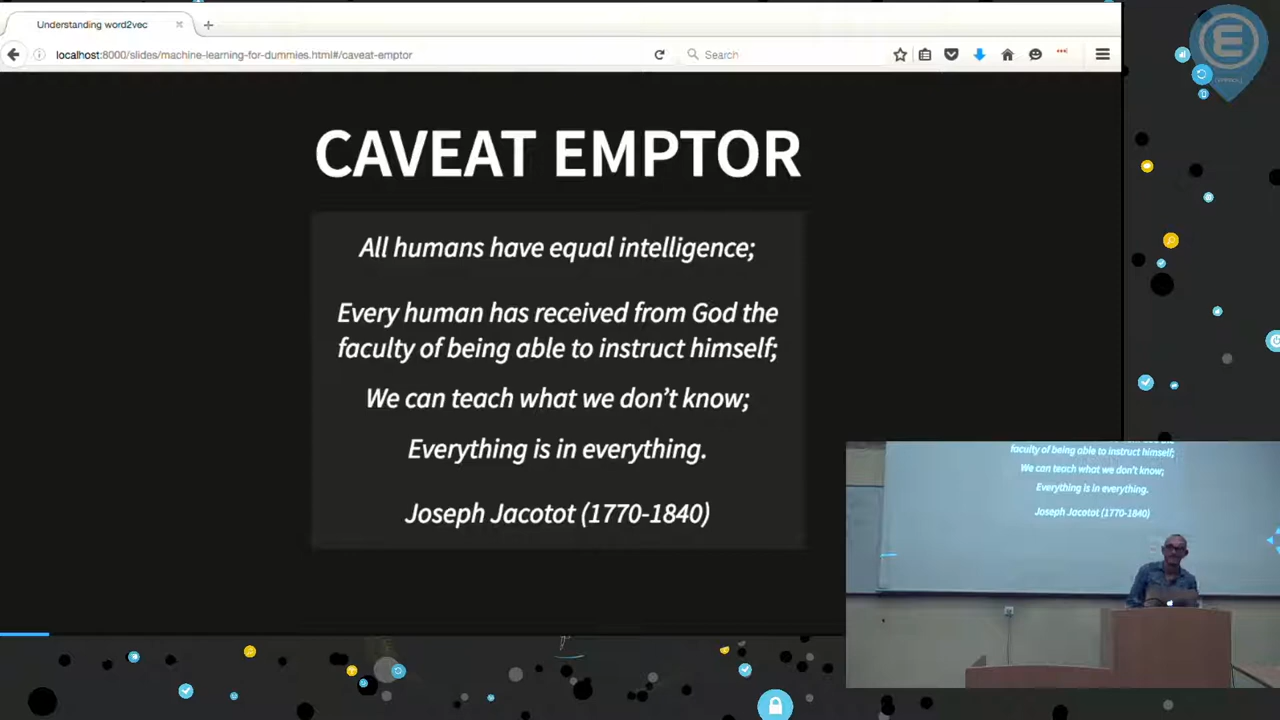 Understanding word2vec
localhost:8000/slides/machine-learning-for-dummies.html#/caveat-emptor
Search
CAVEAT EMPTOR
All humans have equal intelligence;
Every human has received from God the
faculty of being able to instruct himself;
We can teach what we don't know;
Everything is in everything.
Joseph Jacotot (1770-1840)
faculty of being able to instruct himself;
We can teach what we don't know;
Everything is in everything.
Joseph Jacotot (1770-1840)